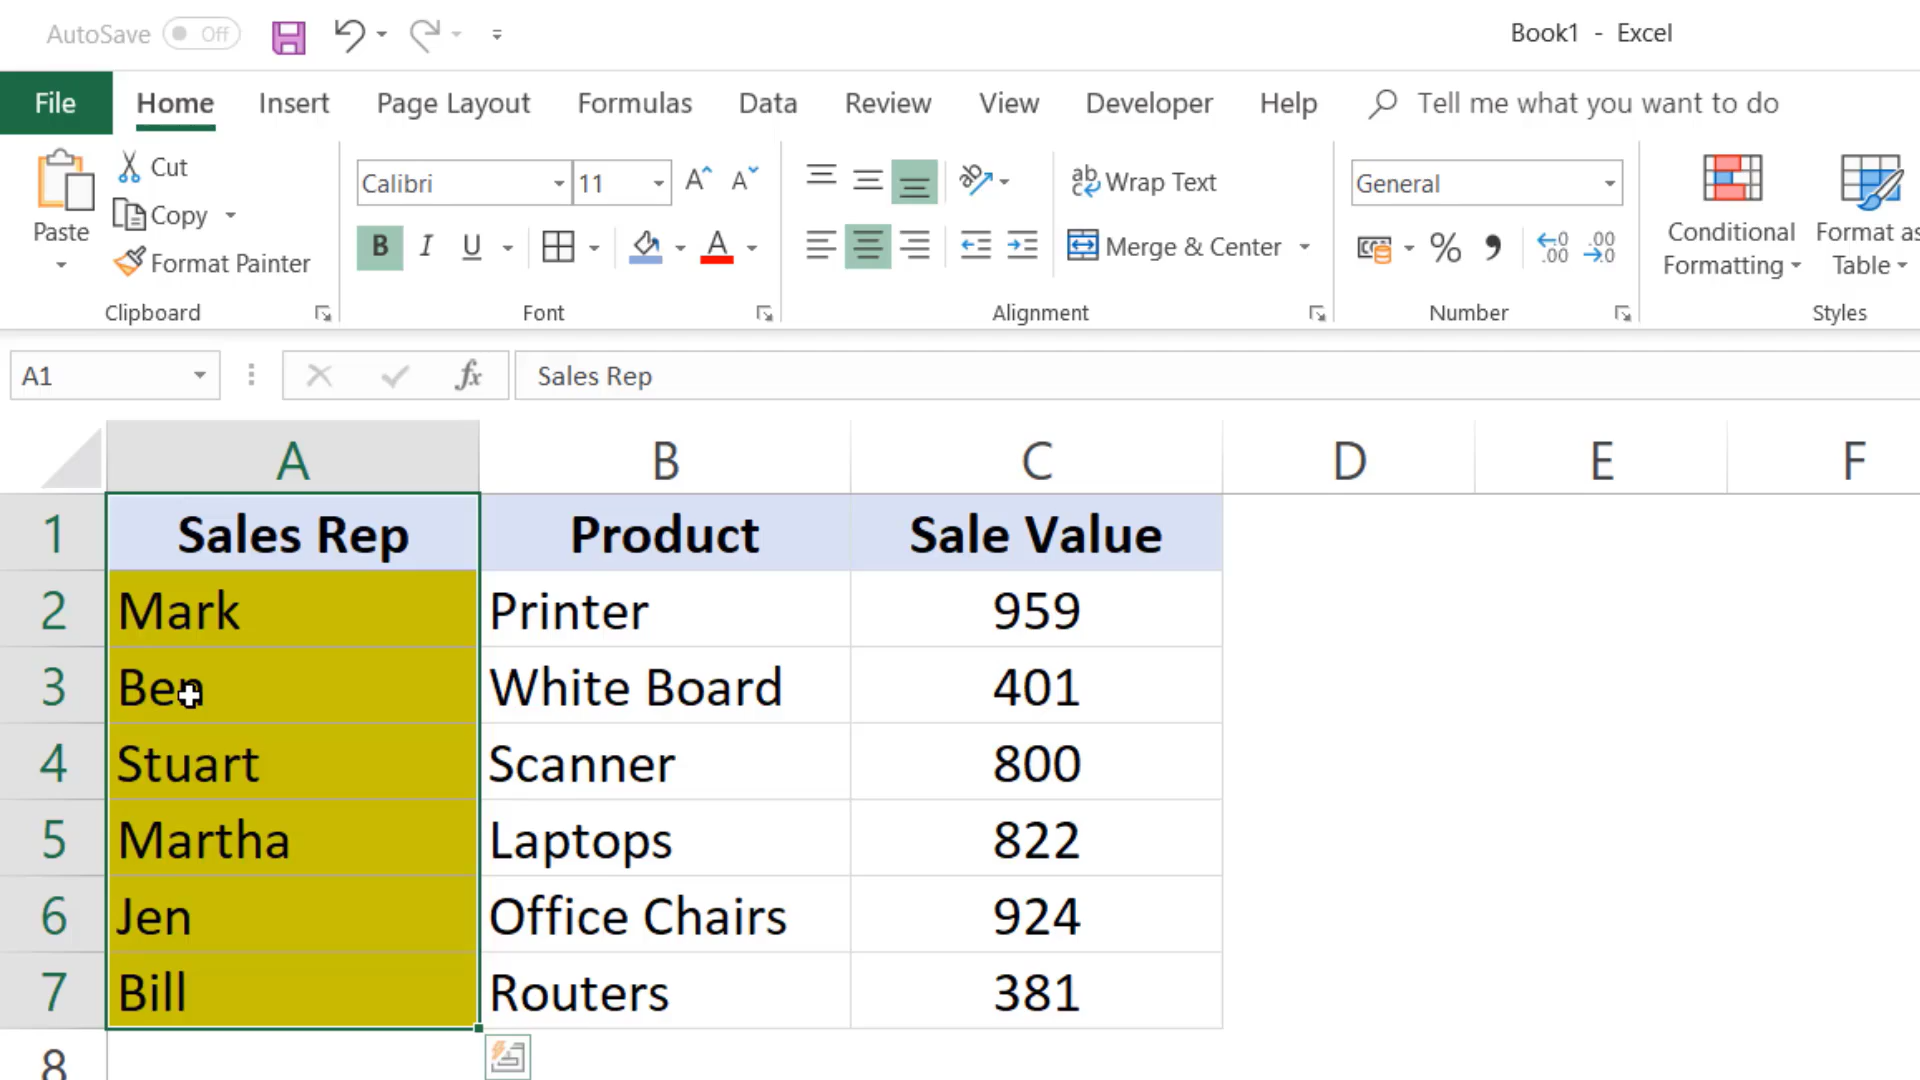 AutoSave Off
Book1 - Excel
File Home Insert Page Layout Formulas Data Review View Developer Help Tell me what you want to do
Paste
Cut
Copy
Format Painter
Clipboard
Calibri 11
B I U
Font
Wrap Text
Merge & Center
Alignment
General
Number
Conditional Formatting
Format as
Table
Styles
A1 fx Sales Rep
A B C D E F
1 Sales Rep Product Sale Value
2 Mark Printer 959
3 Ben White Board 401
4 Stuart Scanner 800
5 Martha Laptops 822
6 Jen Office Chairs 924
7 Bill Routers 381
8